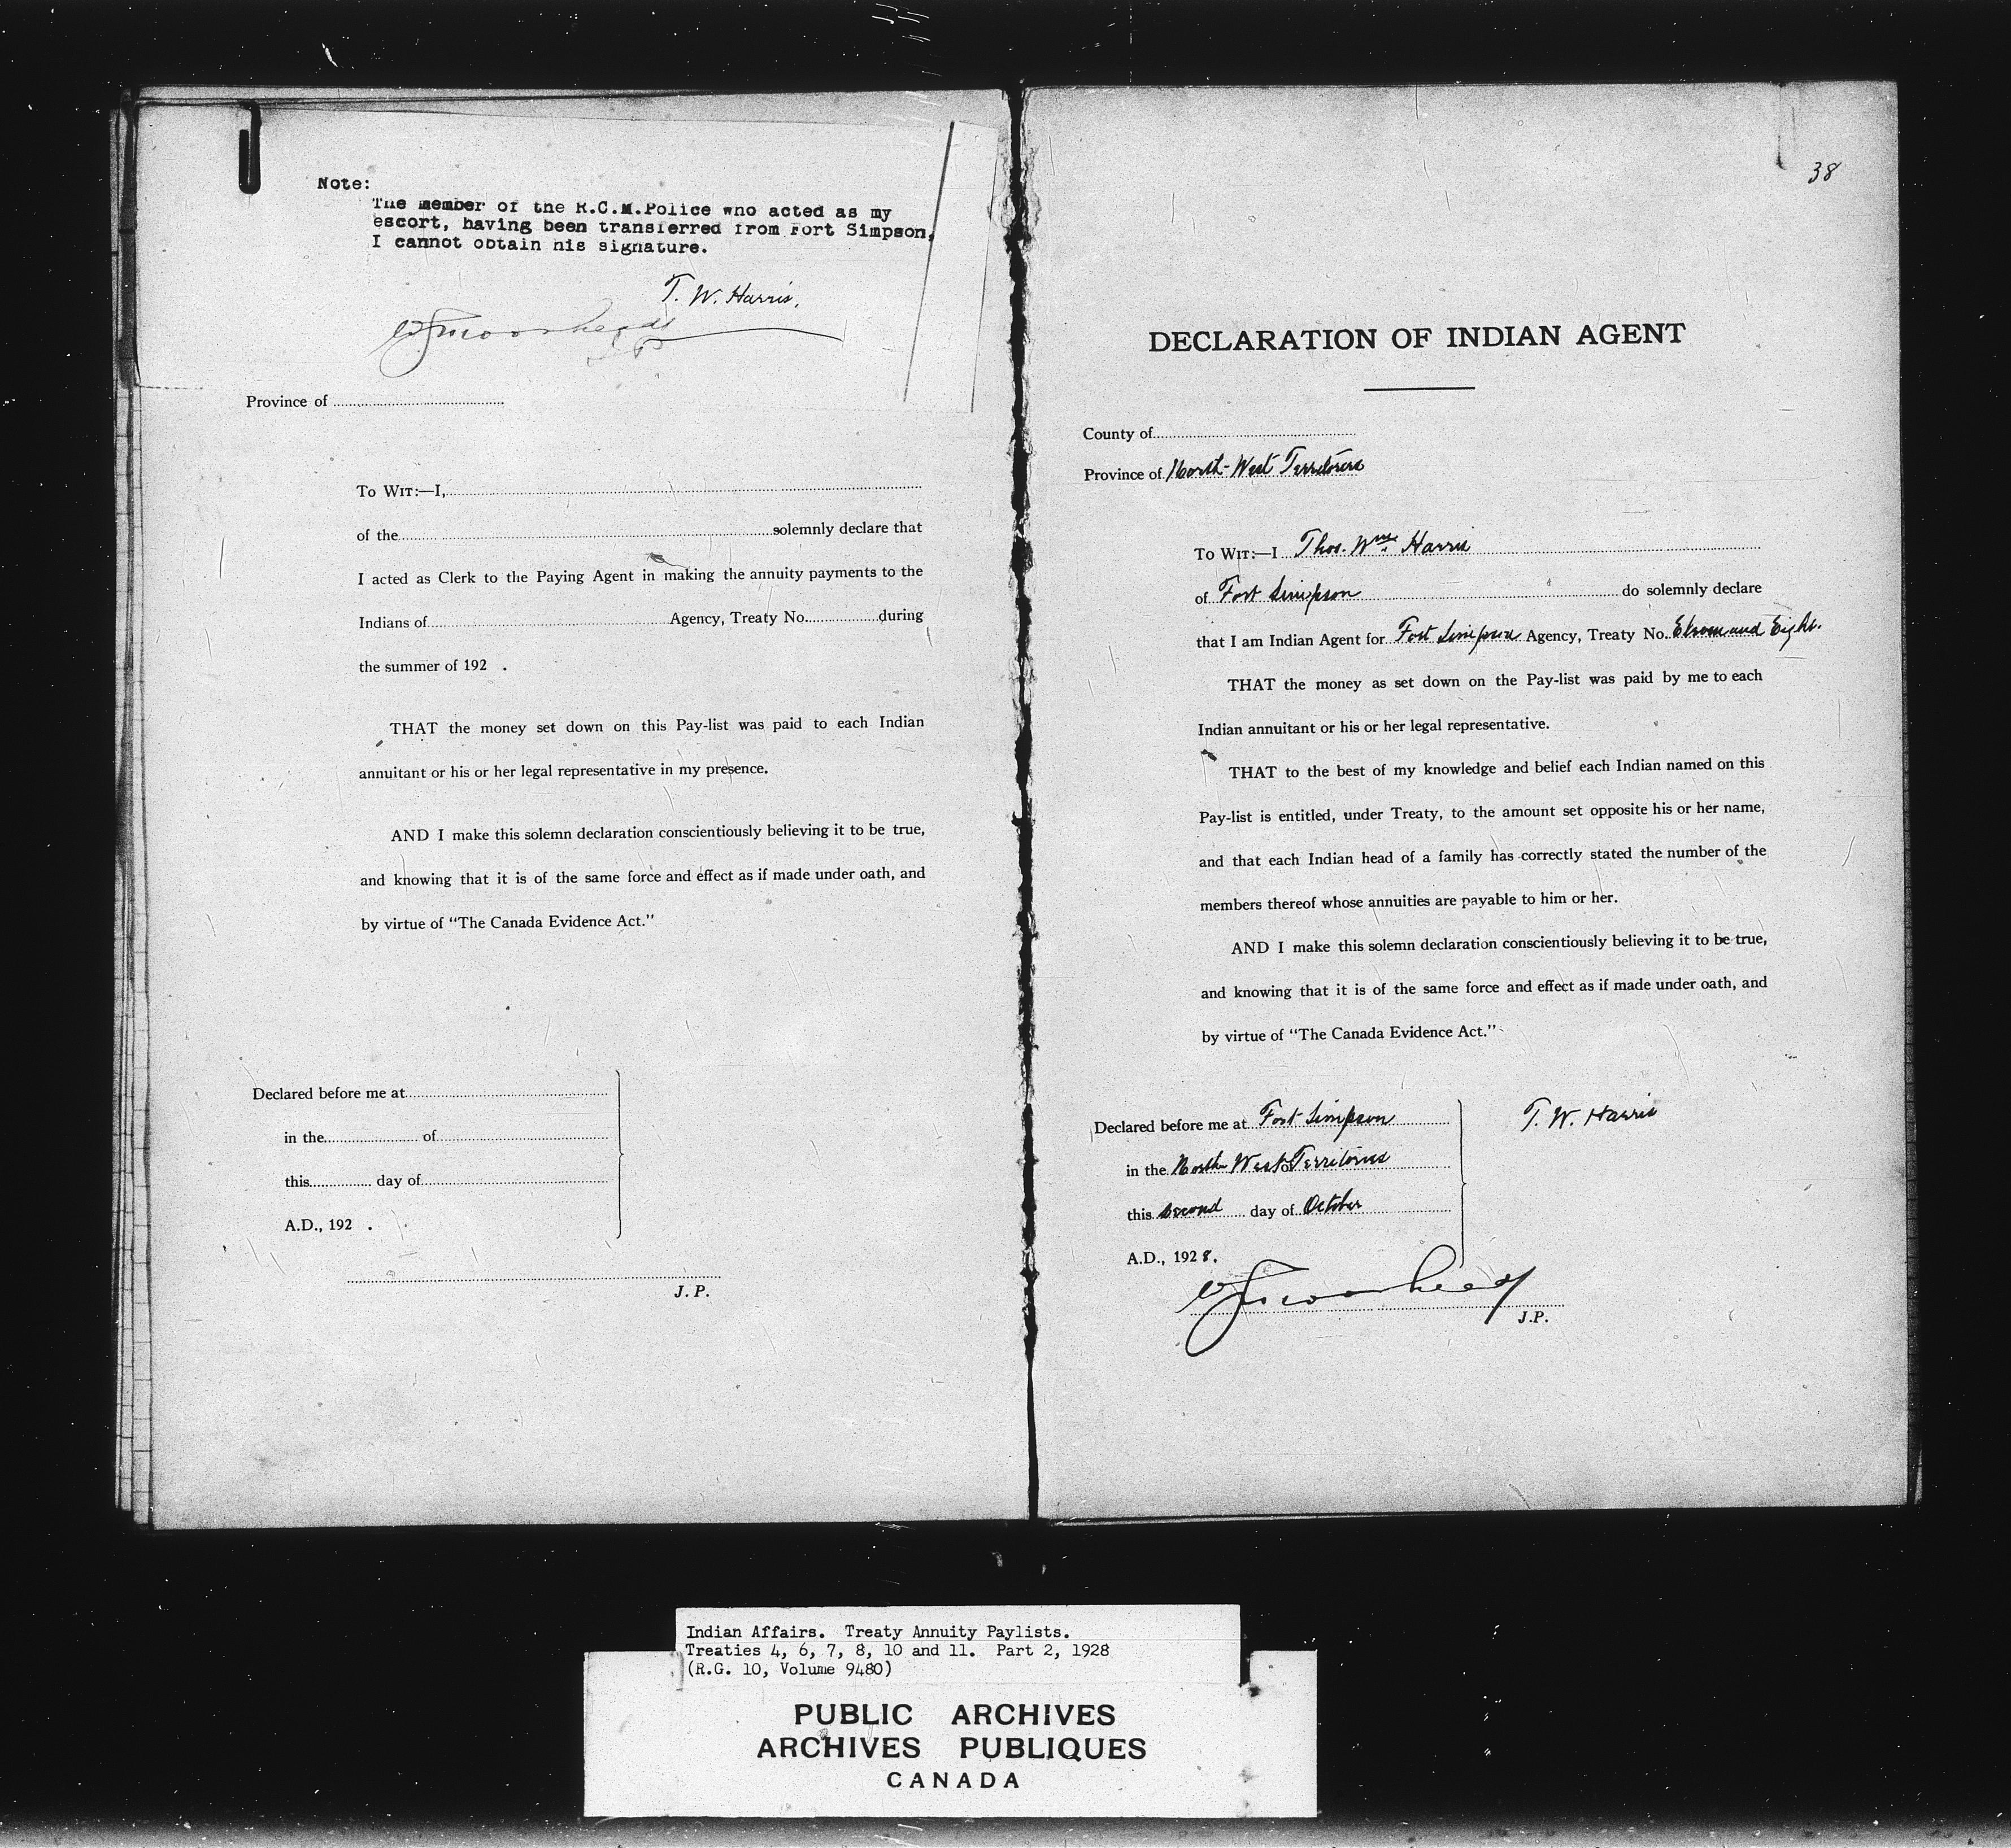 Note:
The member of the R.C.M.Police who acted as my
escort, having been transferred from Fort Simpson,
I cannot obtain his signature.
T. W. Harris.
J P
Province of
To WIT:—I,
of the solemnly declare that
I acted as Clerk to the Paying Agent in making the annuity payments to the
Indians of Agency, Treaty No. during
the summer of 192 .
THAT the money set down on this Pay-list was paid to each Indian
annuitant or his or her legal representative in my presence.
AND I make this solemn declaration conscientiously believing it to be true,
and knowing that it is of the same force and effect as if made under oath, and
by virtue of "The Canada Evidence Act."
Declared before me at
in the of
this day of
A.D., 192 .
J. P.
38
DECLARATION OF INDIAN AGENT
County of
Province of North-West Territories
To WIT:—I Thos. Wm. Harris
of Fort Simpson do solemnly declare
that I am Indian Agent for Fort Simpson Agency, Treaty No. Eleven and Eight.
THAT the money as set down on the Pay-list was paid by me to each
Indian annuitant or his or her legal representative.
THAT to the best of my knowledge and belief each Indian named on this
Pay-list is entitled, under Treaty, to the amount set opposite his or her name,
and that each Indian head of a family has correctly stated the number of the
members thereof whose annuities are payable to him or her.
AND I make this solemn declaration conscientiously believing it to be true,
and knowing that it is of the same force and effect as if made under oath, and
by virtue of "The Canada Evidence Act."
Declared before me at Fort Simpson
T. W. Harris
in the North West of Territories
this second day of October
A.D., 1928.
J.P.
Indian Affairs. Treaty Annuity Paylists.
Treaties 4, 6, 7, 8, 10 and 11. Part 2, 1928
(R.G. 10, Volume 9480)
PUBLIC ARCHIVES
ARCHIVES PUBLIQUES
CANADA